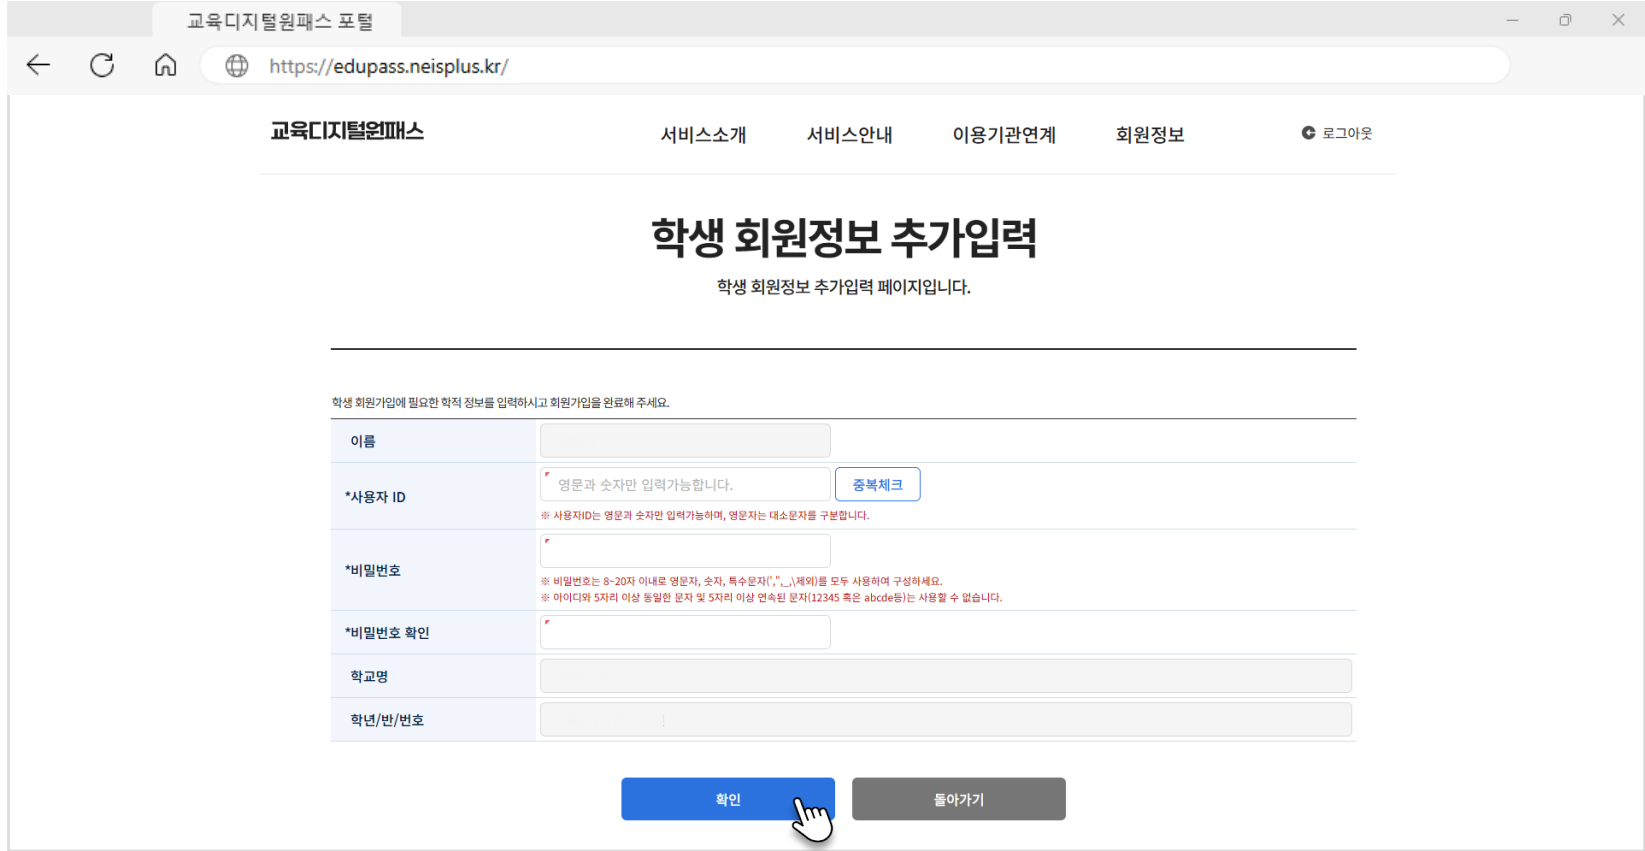 교육디지털원패스 포털
https://edupass.neisplus.kr/
교육디지털원패스
서비스소개
서비스안내
이용기관연계
회원정보
로그아웃
학생 회원정보 추가입력
학생 회원정보 추가입력 페이지입니다.
학생 회원가입에 필요한 학적 정보를 입력하시고 회원가입을 완료해 주세요.
이름
*사용자 ID
영문과 숫자만 입력가능합니다.
중복체크
※ 사용자ID는 영문과 숫자만 입력가능하며, 영문자는 대소문자를 구분합니다.
*비밀번호
※ 비밀번호는 8~20자 이내로 영문자, 숫자, 특수문자(',",_,\제외)를 모두 사용하여 구성하세요.
※ 아이디와 5자리 이상 동일한 문자 및 5자리 이상 연속된 문자(12345 혹은 abcde등)는 사용할 수 없습니다.
*비밀번호 확인
학교명
학년/반/번호
확인
돌아가기